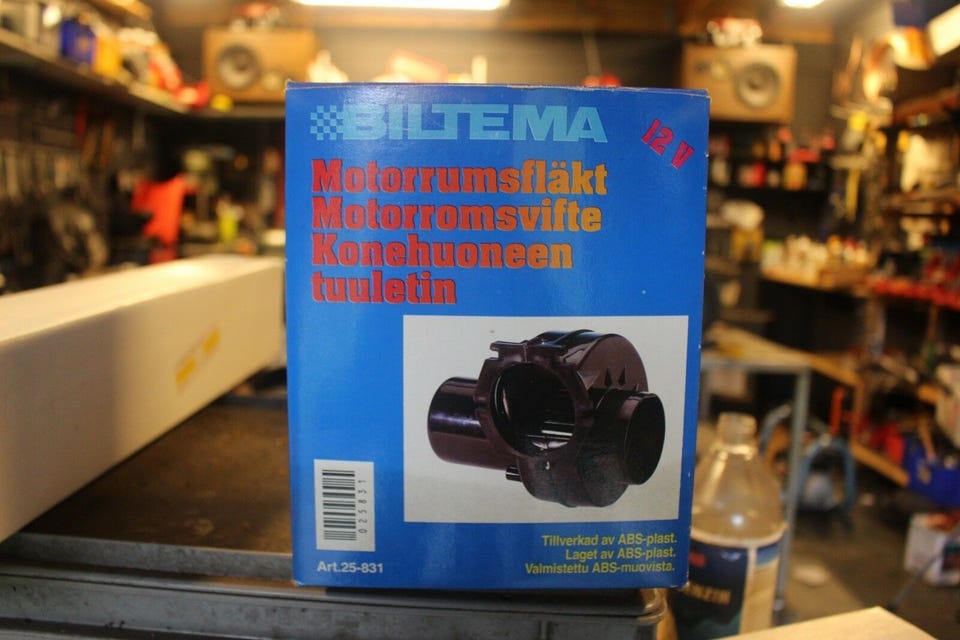 BILTEMA
12 V
Motorrumsfläkt
Motorromsvifte
Konehuoneen
tuuletin
025831
Tillverkad av ABS-plast.
Laget av ABS-plast.
Valmistettu ABS-muovista.
Art.25-831